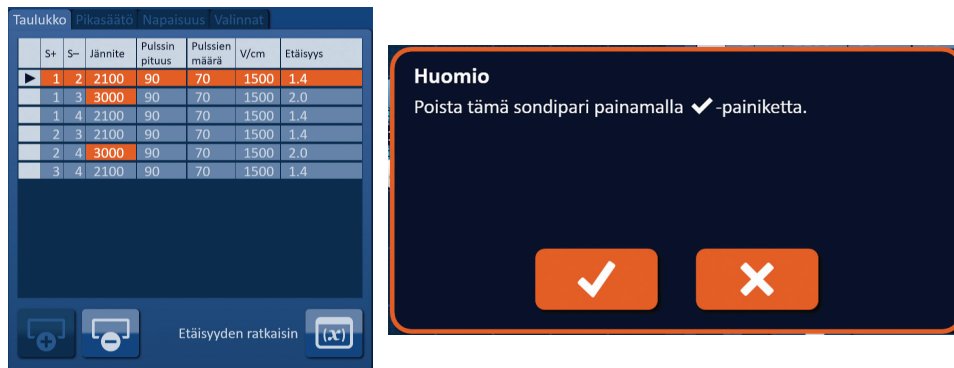 Taulukko Pikasäätö Napaisuus Valinnat
S+ S– Jännite Pulssin pituus Pulssien määrä V/cm Etäisyys
1 2 2100 90 70 1500 1.4
1 3 3000 90 70 1500 2.0
1 4 2100 90 70 1500 1.4
2 3 2100 90 70 1500 1.4
2 4 3000 90 70 1500 2.0
3 4 2100 90 70 1500 1.4
Etäisyyden ratkaisin (x)
Huomio
Poista tämä sondipari painamalla ✔ -painiketta.